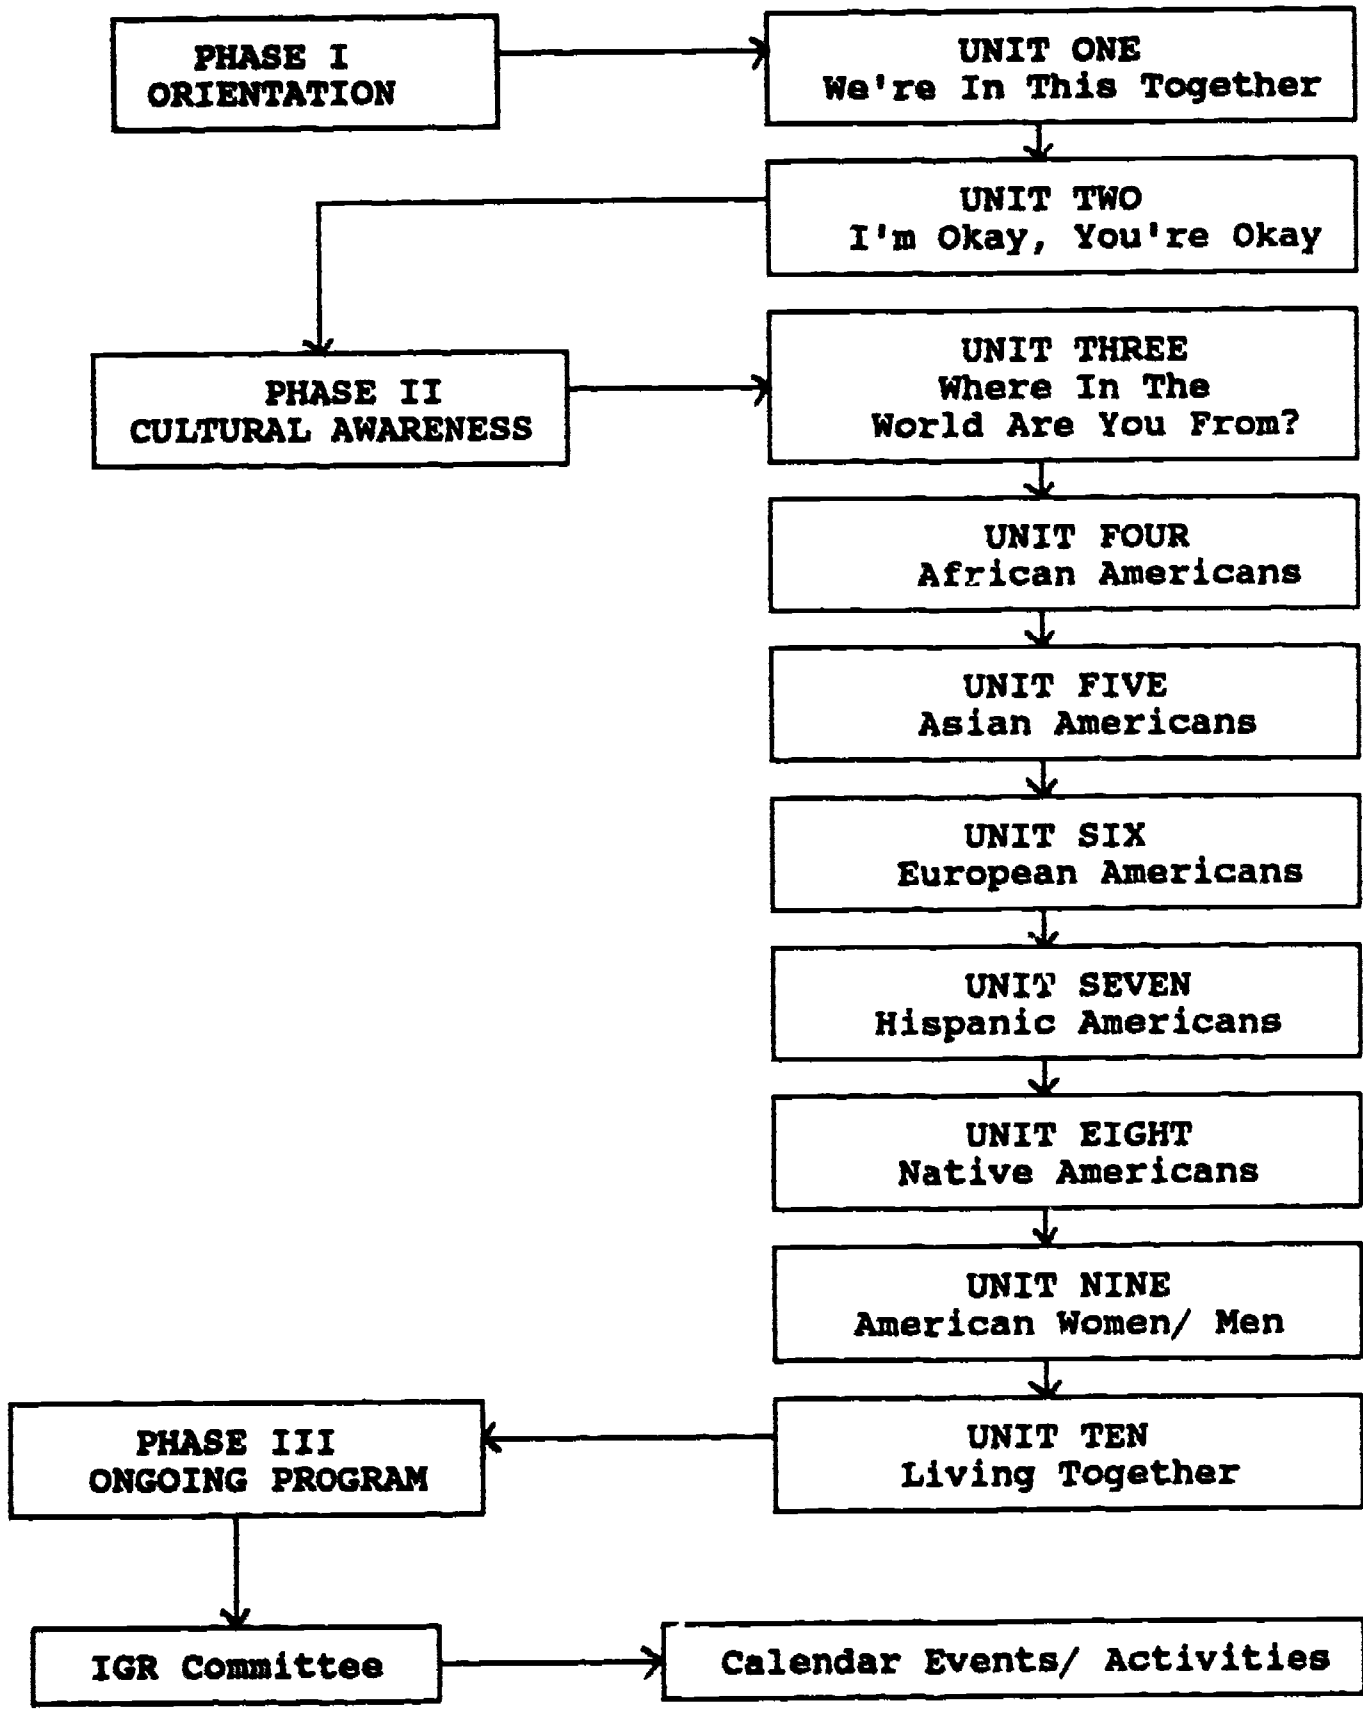 PHASE I
ORIENTATION
UNIT ONE
We're In This Together
UNIT TWO
I'm Okay, You're Okay
PHASE II
CULTURAL AWARENESS
UNIT THREE
Where In The
World Are You From?
UNIT FOUR
African Americans
UNIT FIVE
Asian Americans
UNIT SIX
European Americans
UNIT SEVEN
Hispanic Americans
UNIT EIGHT
Native Americans
UNIT NINE
American Women/ Men
UNIT TEN
Living Together
PHASE III
ONGOING PROGRAM
IGR Committee
Calendar Events/ Activities